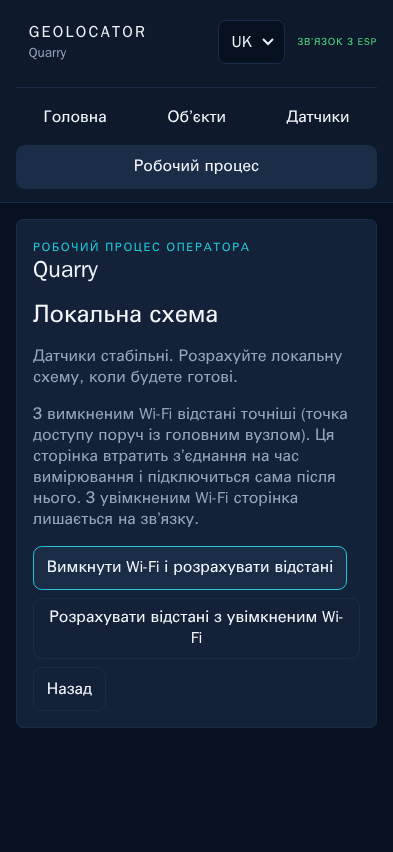 GEOLOCATOR
Quarry
UK
ЗВ'ЯЗОК З ESP
Головна
Об'єкти
Датчики
Робочий процес
РОБОЧИЙ ПРОЦЕС ОПЕРАТОРА
Quarry
Локальна схема
Датчики стабільні. Розрахуйте локальну
схему, коли будете готові.
З вимкненим Wi-Fi відстані точніші (точка
доступу поруч із головним вузлом). Ця
сторінка втратить з'єднання на час
вимірювання і підключиться сама після
нього. З увімкненим Wi-Fi сторінка
лишається на зв'язку.
Вимкнути Wi-Fi і розрахувати відстані
Розрахувати відстані з увімкненим Wi-
Fi
Назад